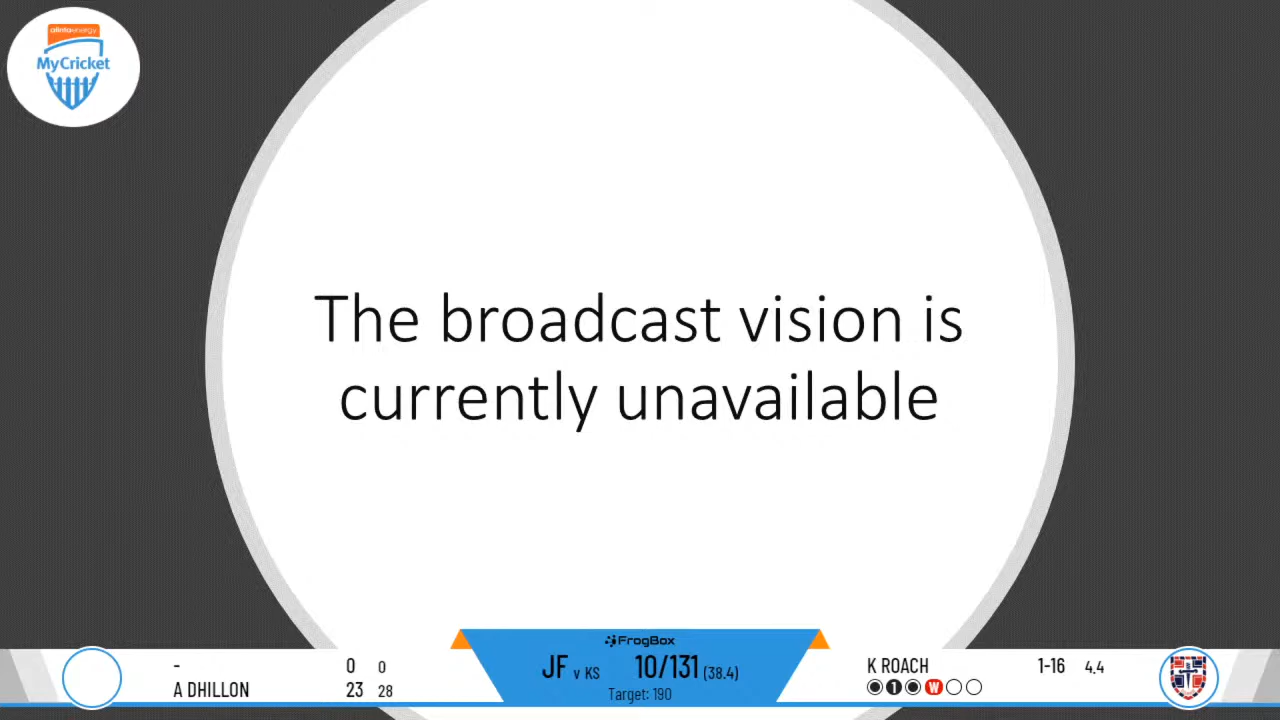 alintaenergy
MyCricket
The broadcast vision is
currently unavailable
FrogBox
- 0 0
A DHILLON 23 28
JF v KS 10/131 (38.4)
Target: 190
K ROACH 1-16 4.4
1 W